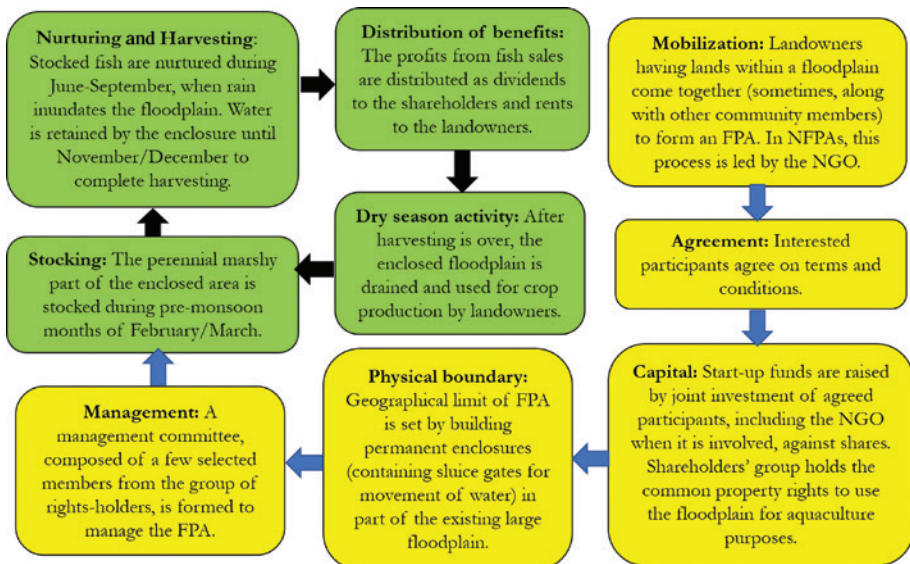 Nurturing and Harvesting:
Stocked fish are nurtured during
June-September, when rain
inundates the floodplain. Water
is retained by the enclosure until
November/December to
complete harvesting.
Distribution of benefits:
The profits from fish sales
are distributed as dividends
to the shareholders and rents
to the landowners.
Mobilization: Landowners
having lands within a floodplain
come together (sometimes, along
with other community members)
to form an FPA. In NFPAs, this
process is led by the NGO.
Stocking: The perennial marshy
part of the enclosed area is
stocked during pre-monsoon
months of February/March.
Dry season activity: After
harvesting is over, the
enclosed floodplain is
drained and used for crop
production by landowners.
Agreement: Interested
participants agree on terms and
conditions.
Management: A
management committee,
composed of a few selected
members from the group of
rights-holders, is formed to
manage the FPA.
Physical boundary:
Geographical limit of FPA
is set by building
permanent enclosures
(containing sluice gates for
movement of water) in
part of the existing large
floodplain.
Capital: Start-up funds are raised
by joint investment of agreed
participants, including the NGO
when it is involved, against shares.
Shareholders' group holds the
common property rights to use
the floodplain for aquaculture
purposes.